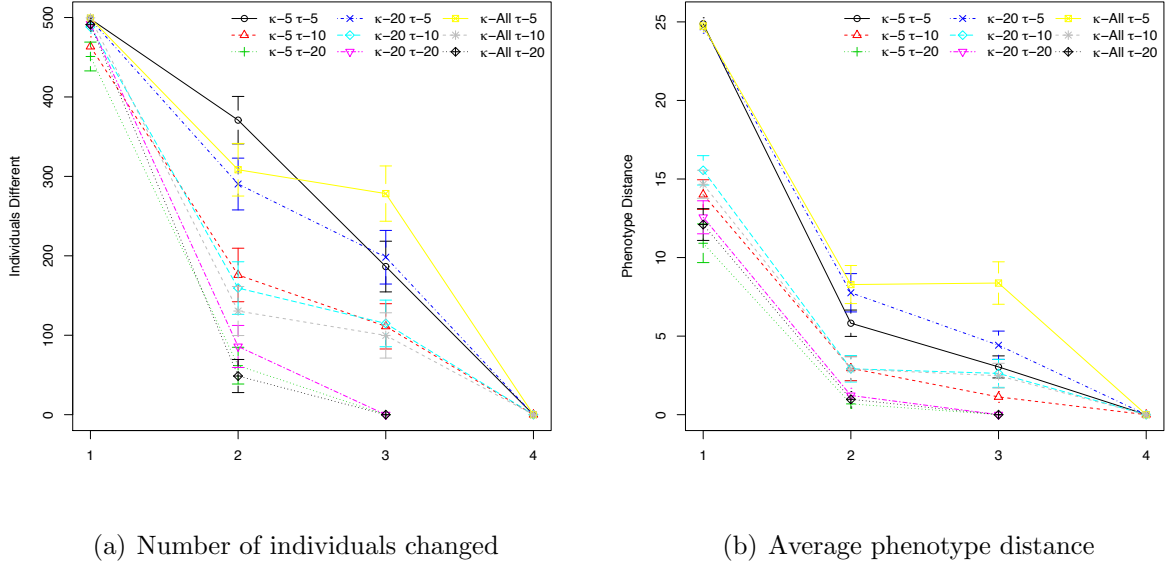 κ−5 τ−5 κ−20 τ−5 κ−All τ−5
κ−5 τ−10 κ−20 τ−10 κ−All τ−10
κ−5 τ−20 κ−20 τ−20 κ−All τ−20
Individuals Different
500
400
300
200
100
0
1 2 3 4
(a) Number of individuals changed
κ−5 τ−5 κ−20 τ−5 κ−All τ−5
κ−5 τ−10 κ−20 τ−10 κ−All τ−10
κ−5 τ−20 κ−20 τ−20 κ−All τ−20
Phenotype Distance
25
20
15
10
5
0
1 2 3 4
(b) Average phenotype distance